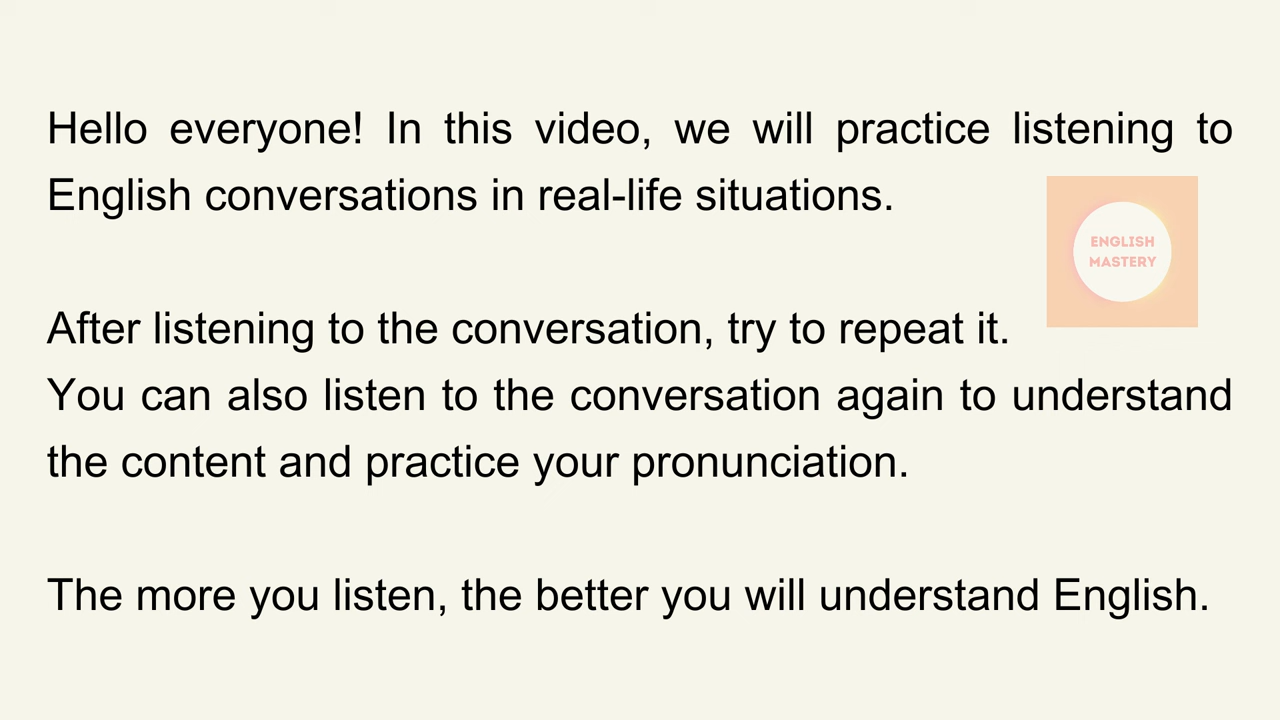 Hello everyone! In this video, we will practice listening to
English conversations in real-life situations.
ENGLISH
MASTERY
After listening to the conversation, try to repeat it.
You can also listen to the conversation again to understand
the content and practice your pronunciation.
The more you listen, the better you will understand English.